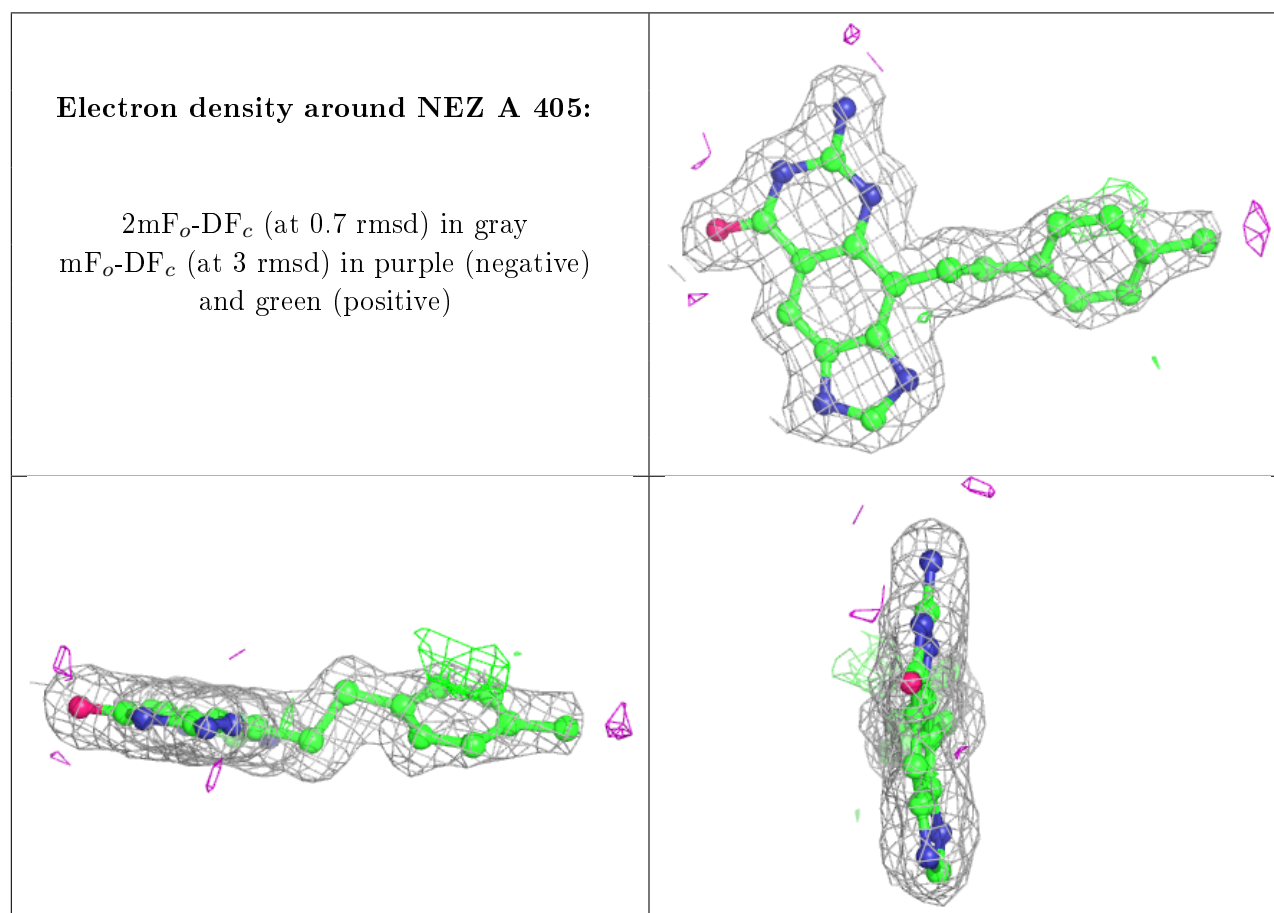 Electron density around NEZ A 405:
2mFo-DFc (at 0.7 rmsd) in gray
mFo-DFc (at 3 rmsd) in purple (negative)
and green (positive)